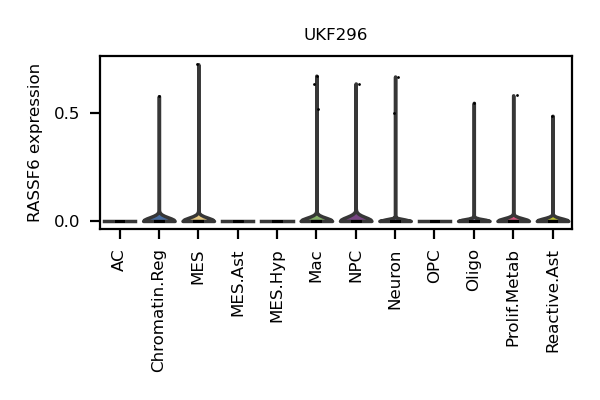 UKF296
RASSF6 expression
0.5
0.0
AC
Chromatin.Reg
MES
MES.Ast
MES.Hyp
Mac
NPC
Neuron
OPC
Oligo
Prolif.Metab
Reactive.Ast